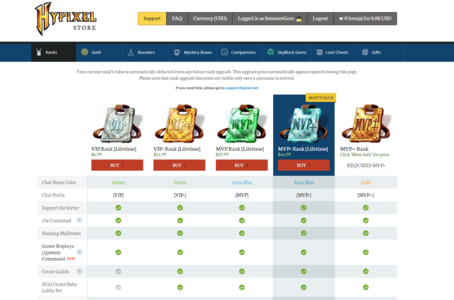 HYPIXEL
STORE
Support
FAQ
Currency (USD)
Logged in as
Logout
0 item(s) for 0.00 USD
Ranks
Gold
Boosters
Mystery Boxes
Companions
SkyBlock Gems
Loot Chests
Gifts
Your current rank's value is automatically deducted from any future rank upgrade. This upgrade price automatically appears upon browsing this page.
Please note that rank upgrade discounts are visible only once a username is entered.
If you need help, please go to support.hypixel.net
MOST VALUE
VIP
VIP+
MVP
MVP+
VIP Rank [Lifetime]
VIP+ Rank [Lifetime]
MVP Rank [Lifetime]
MVP+ Rank [Lifetime]
MVP++ Rank
$6.99
$14.99
$29.99
$44.99
Click "More Info" for price
BUY
BUY
BUY
BUY
REQUIRES MVP+
Chat Name Color
Green
Green
Aqua Blue
Aqua Blue
Gold
Chat Prefix
[VIP]
[VIP+]
[MVP]
[MVP+]
[MVP++]
Support the Server
/fw Command
Housing Mailboxes
Game Replays
(/games)
Command NEW
Create Guilds
Wild Ocelot Baby
Lobby Pet